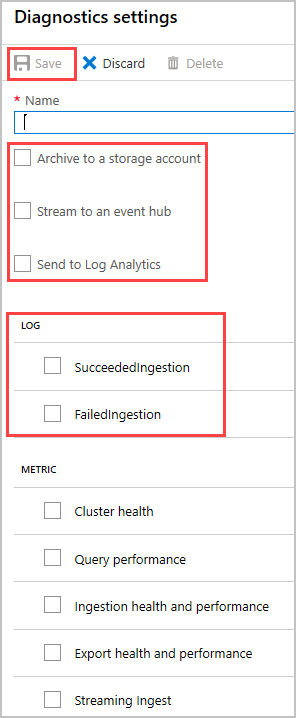 Diagnostics settings
Save Discard Delete
* Name
Archive to a storage account
Stream to an event hub
Send to Log Analytics
LOG
SucceededIngestion
FailedIngestion
METRIC
Cluster health
Query performance
Ingestion health and performance
Export health and performance
Streaming Ingest